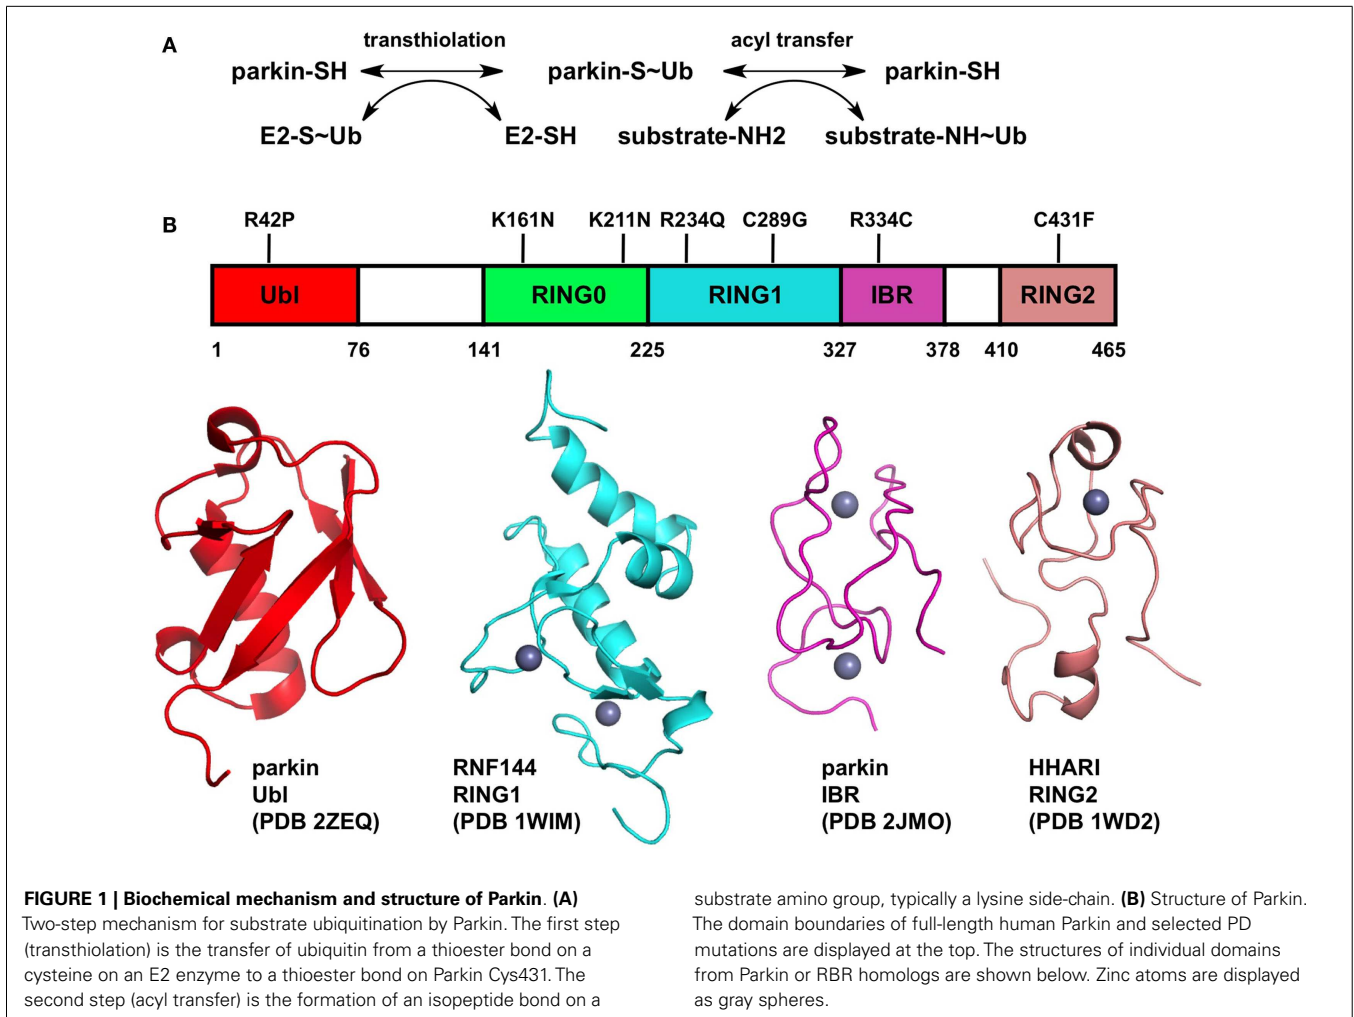 A
transthiolation
acyl transfer
parkin-SH
parkin-S~Ub
parkin-SH
E2-S~Ub
E2-SH
substrate-NH2
substrate-NH~Ub
B
R42P
K161N
K211N
R234Q
C289G
R334C
C431F
Ubl
RING0
RING1
IBR
RING2
1
76
141
225
327
378
410
465
parkin
Ubl
(PDB 2ZEQ)
RNF144
RING1
(PDB 1WIM)
parkin
IBR
(PDB 2JMO)
HHARI
RING2
(PDB 1WD2)
FIGURE 1 | Biochemical mechanism and structure of Parkin. (A)
Two-step mechanism for substrate ubiquitination by Parkin. The first step
(transthiolation) is the transfer of ubiquitin from a thioester bond on a
cysteine on an E2 enzyme to a thioester bond on Parkin Cys431. The
second step (acyl transfer) is the formation of an isopeptide bond on a
substrate amino group, typically a lysine side-chain. (B) Structure of Parkin.
The domain boundaries of full-length human Parkin and selected PD
mutations are displayed at the top. The structures of individual domains
from Parkin or RBR homologs are shown below. Zinc atoms are displayed
as gray spheres.